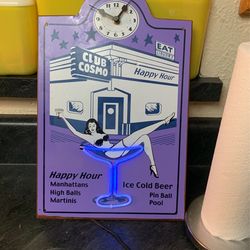 EAT
CLUB
COSMO
Happy Hour
Happy Hour
Manhattans
High Balls
Martinis
Ice Cold Beer
Pin Ball
Pool